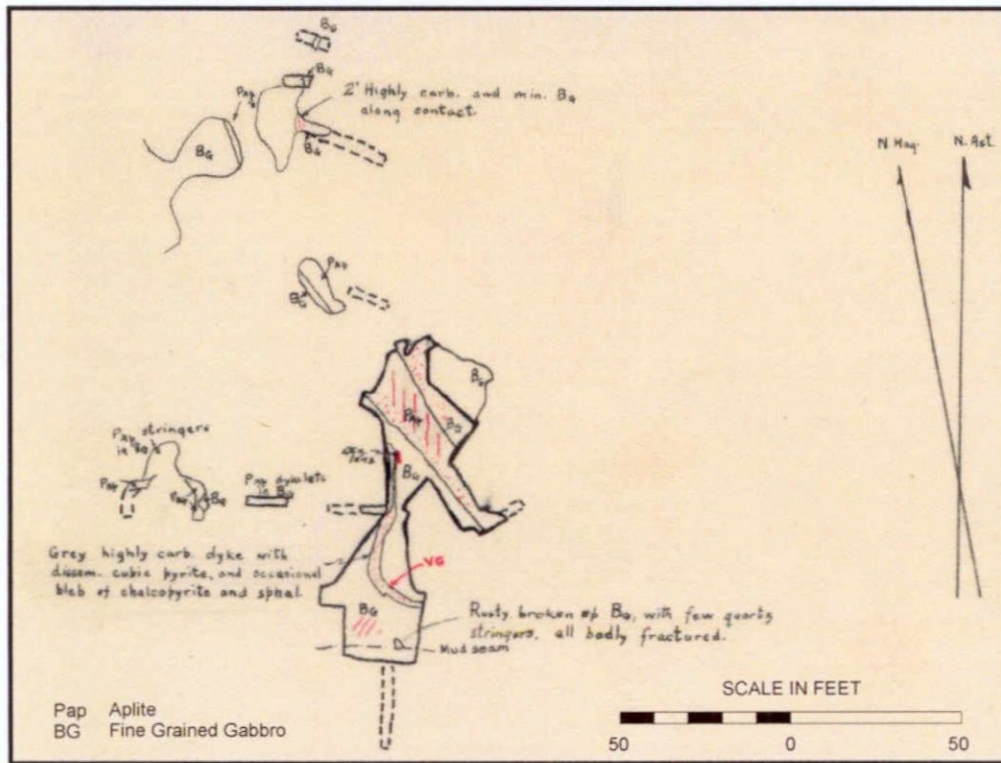 BG
BG
2' Highly carb. and min. BG
along contact.
Pap
BG
BG
N. Mag.
N. Ast.
Pap
BG
BG
Pap
BG
Pap stringers
in BG
BG
Pap
Pap
BG
Pap dykelets
in BG
Grey highly carb. dyke with
dissem. cubic pyrite, and occasional
bleb of chalcopyrite and sphal.
VG
BG
Rusty broken up BG, with few quartz
stringers, all badly fractured.
Mud seam
Pap Aplite
BG Fine Grained Gabbro
SCALE IN FEET
50 0 50